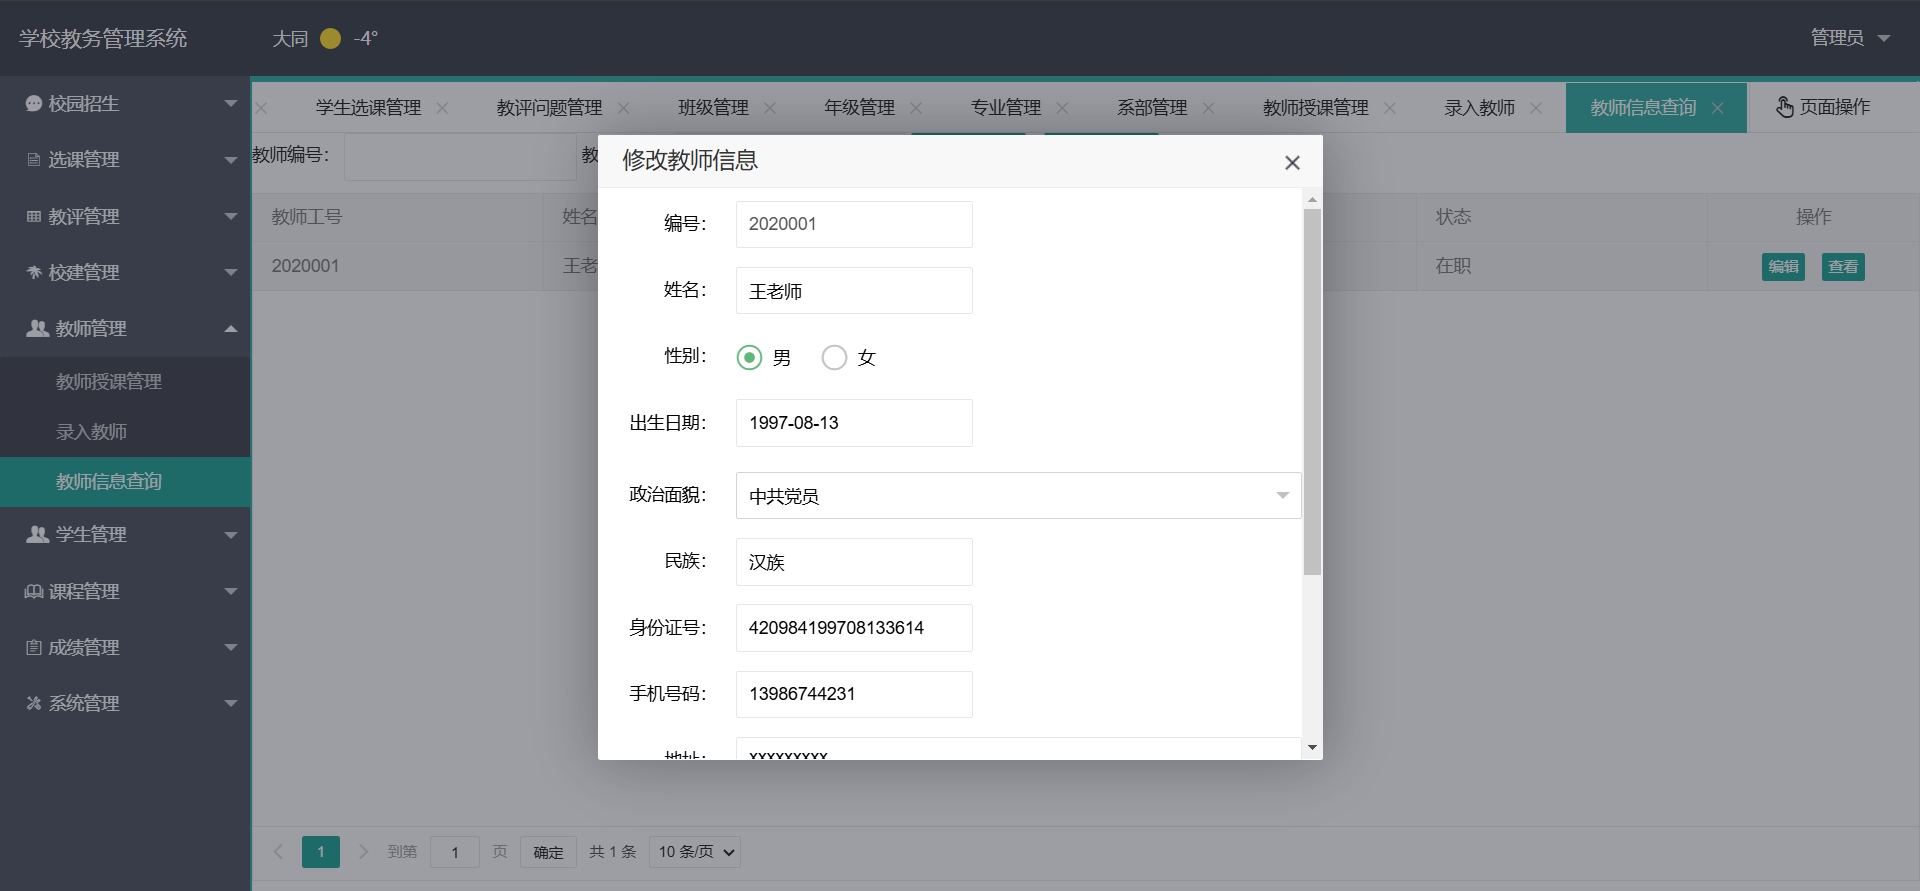 学校教务管理系统
大同 -4°
管理员
校园招生
选课管理
教评管理
校建管理
教师管理
教师授课管理
录入教师
教师信息查询
学生管理
课程管理
成绩管理
系统管理
学生选课管理 教评问题管理 班级管理 年级管理 专业管理 系部管理 教师授课管理 录入教师 教师信息查询 页面操作
教师编号： 教
教师工号 姓名 状态 操作
2020001 王老 在职 编辑 查看
修改教师信息
编号： 2020001
姓名： 王老师
性别： 男 女
出生日期： 1997-08-13
政治面貌： 中共党员
民族： 汉族
身份证号： 420984199708133614
手机号码： 13986744231
地址： xxxxxxxxx
1 到第 1 页 确定 共 1 条 10 条/页